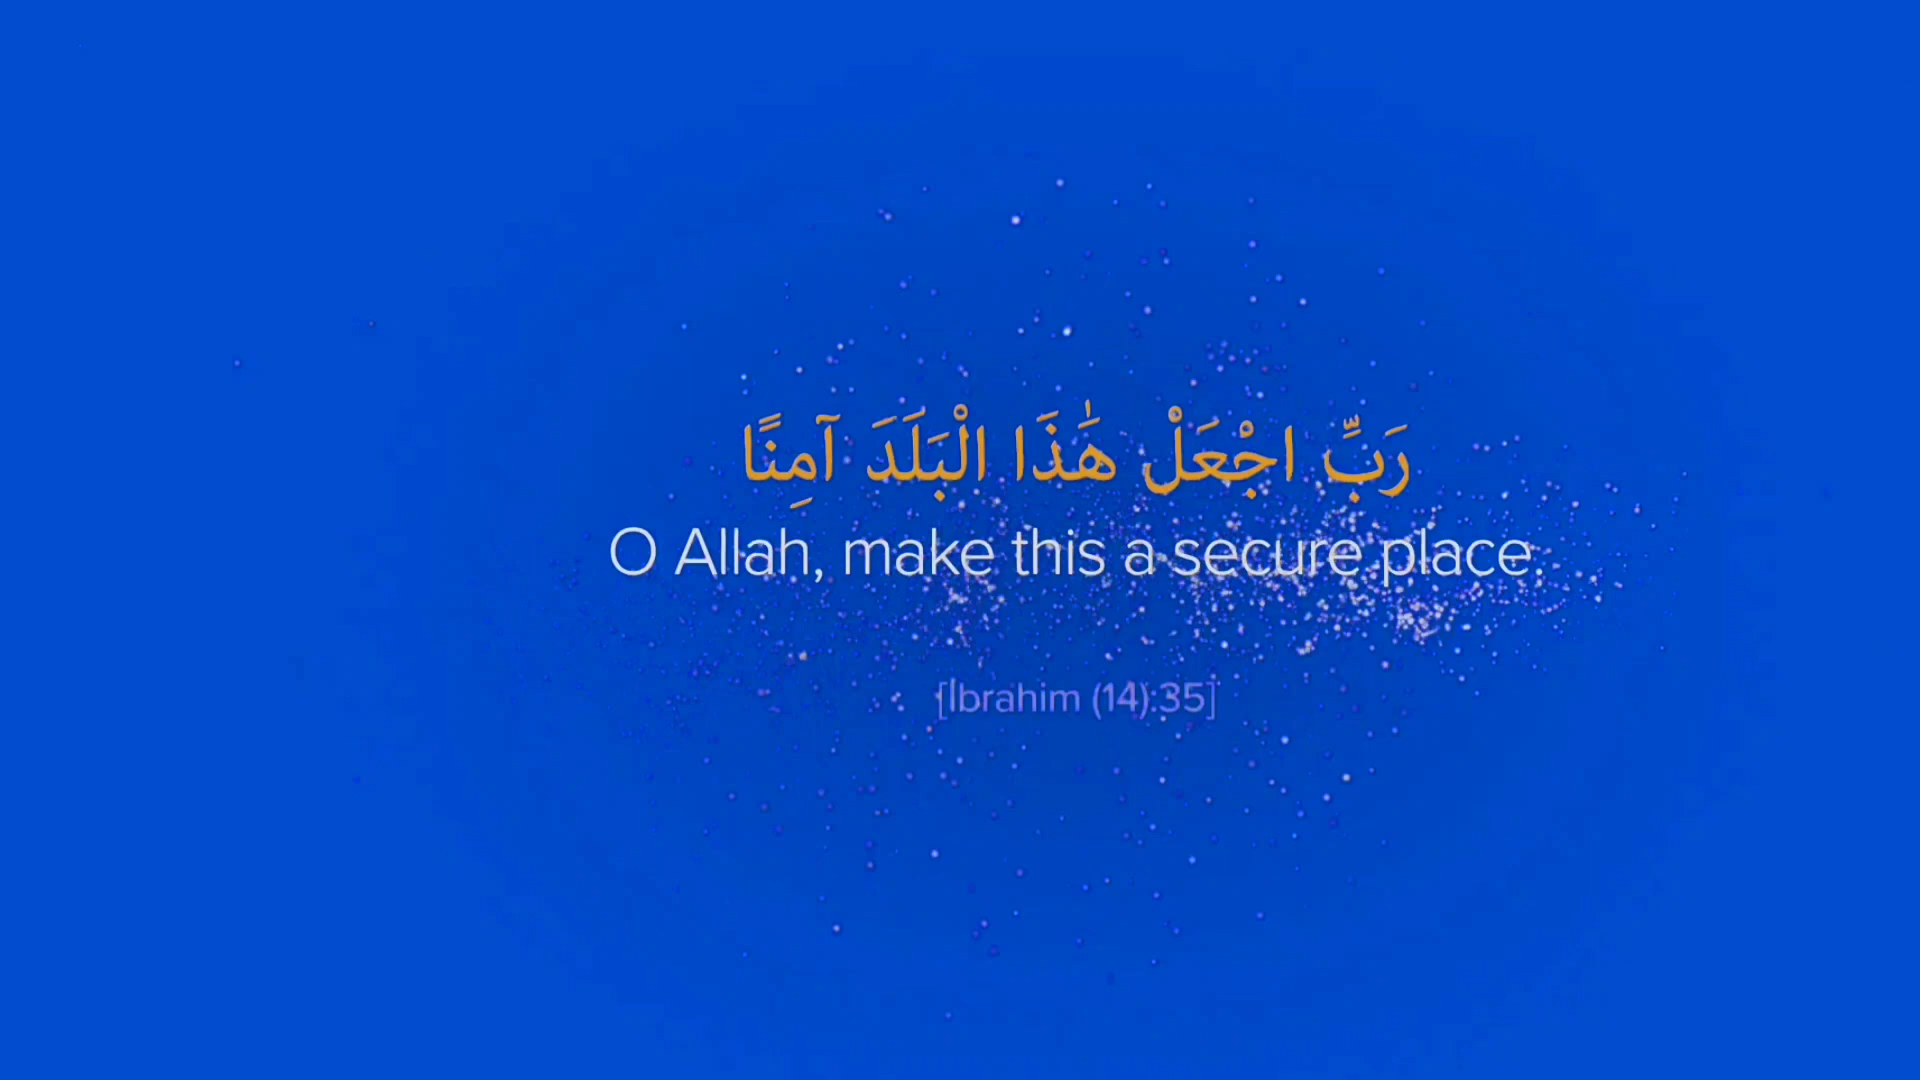 رَبِّ اجْعَلْ هَٰذَا الْبَلَدَ آمِنًا
O Allah, make this a secure place.
[Ibrahim (14):35]